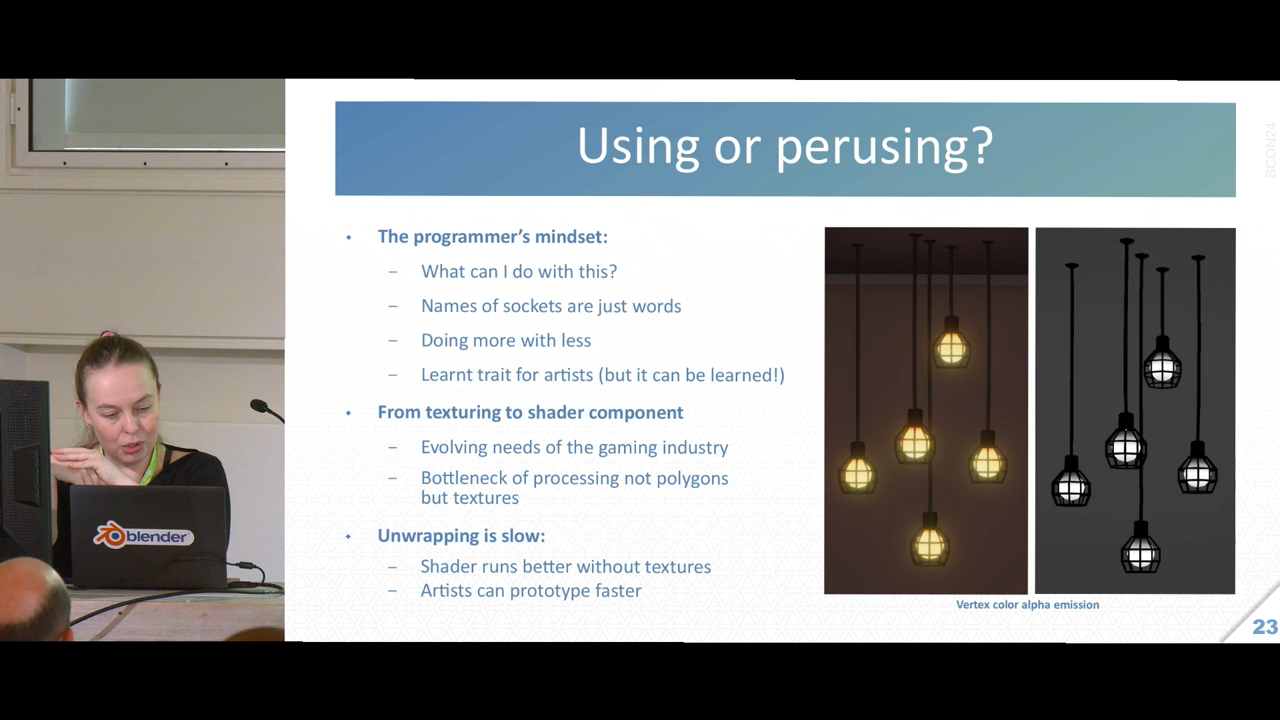 Using or perusing?
BCON24
The programmer's mindset:
– What can I do with this?
– Names of sockets are just words
– Doing more with less
– Learnt trait for artists (but it can be learned!)
From texturing to shader component
– Evolving needs of the gaming industry
– Bottleneck of processing not polygons
but textures
Unwrapping is slow:
– Shader runs better without textures
– Artists can prototype faster
Vertex color alpha emission
23
blender